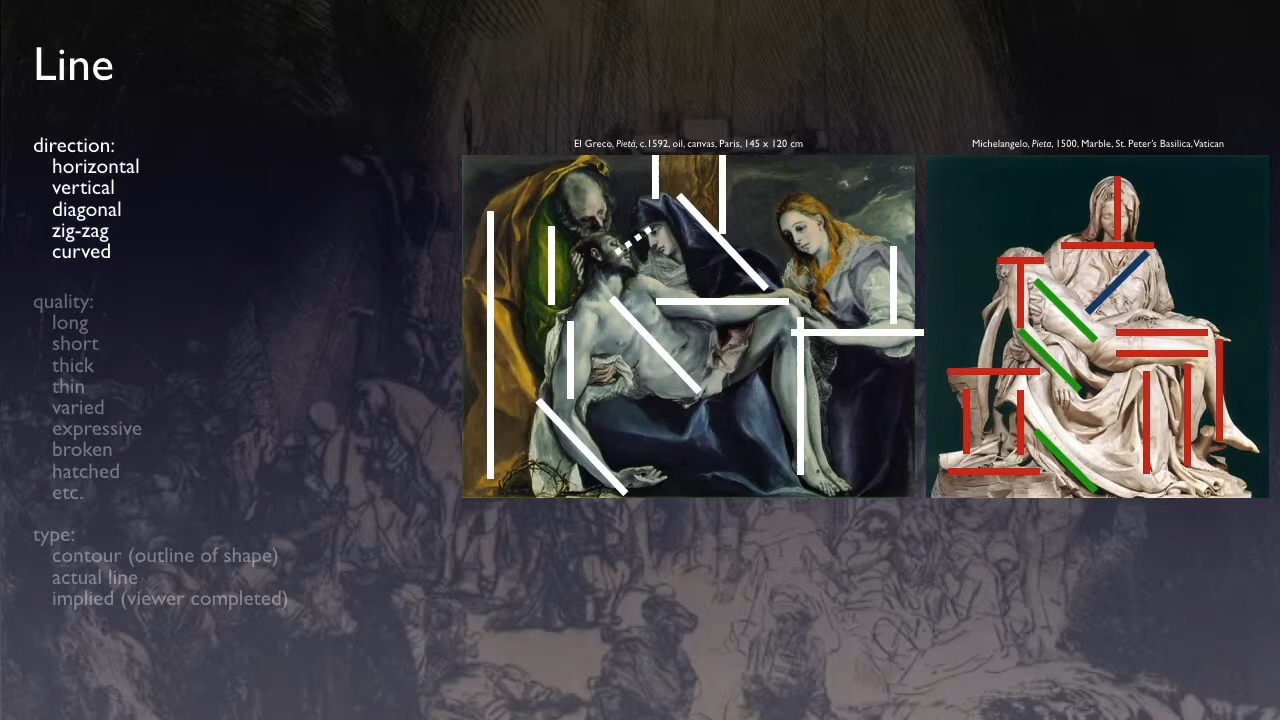 Line
direction:
horizontal
vertical
diagonal
zig-zag
curved
quality:
long
short
thick
thin
varied
expressive
broken
hatched
etc.
type:
contour (outline of shape)
actual line
implied (viewer completed)
El Greco, Pietá, c.1592, oil, canvas, Paris, 145 x 120 cm
Michelangelo, Pieta, 1500, Marble, St. Peter's Basilica, Vatican